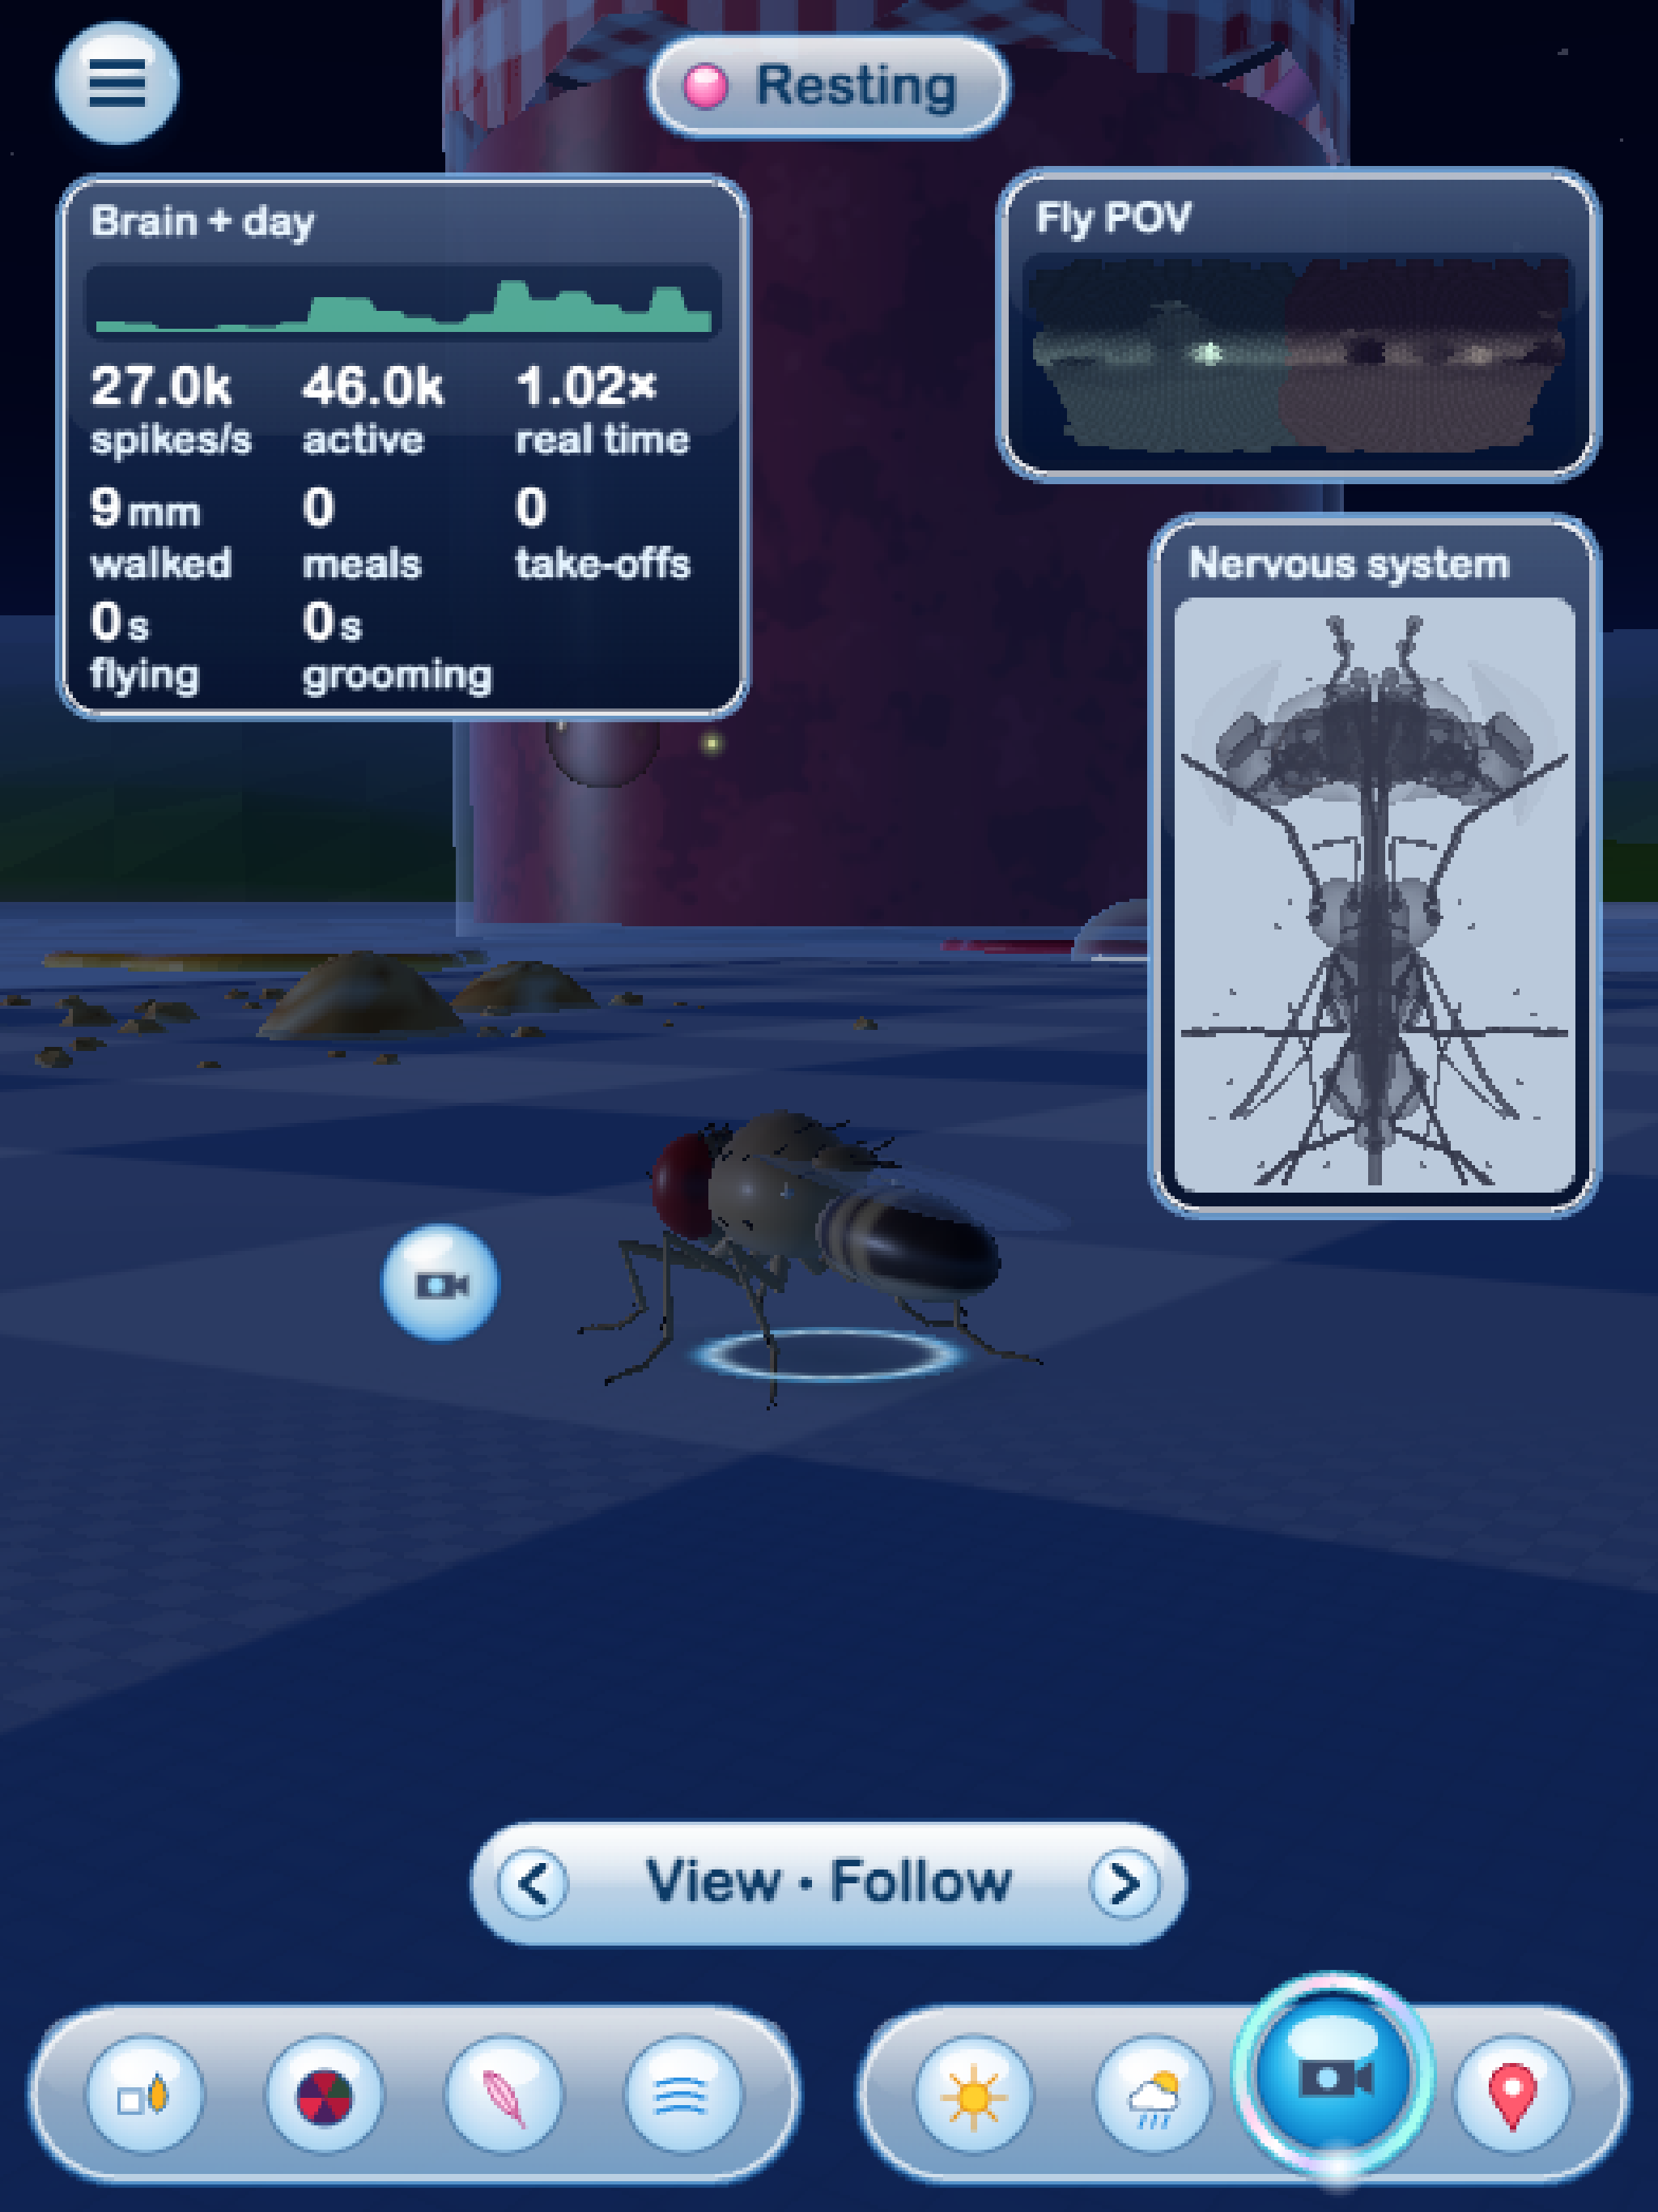 Resting
Brain + day
27.0k 46.0k 1.02×
spikes/s active real time
9 mm 0 0
walked meals take-offs
0 s 0 s
flying grooming
Fly POV
Nervous system
View · Follow